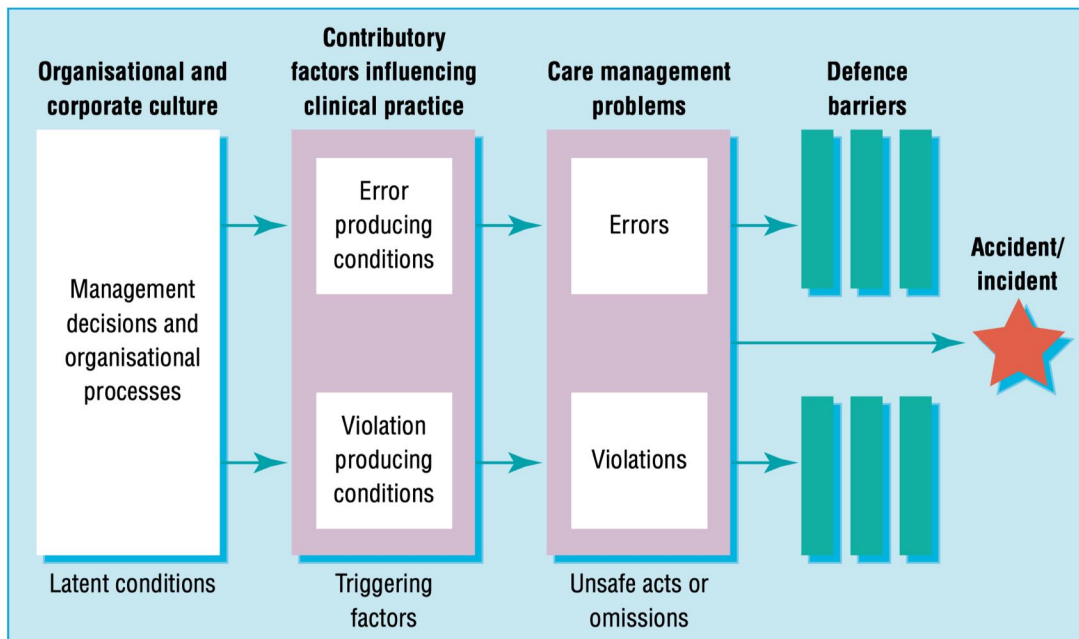 Organisational and
corporate culture
Contributory
factors influencing
clinical practice
Care management
problems
Defence
barriers
Management
decisions and
organisational
processes
Error
producing
conditions
Errors
Violation
producing
conditions
Violations
Accident/
incident
Latent conditions
Triggering
factors
Unsafe acts or
omissions